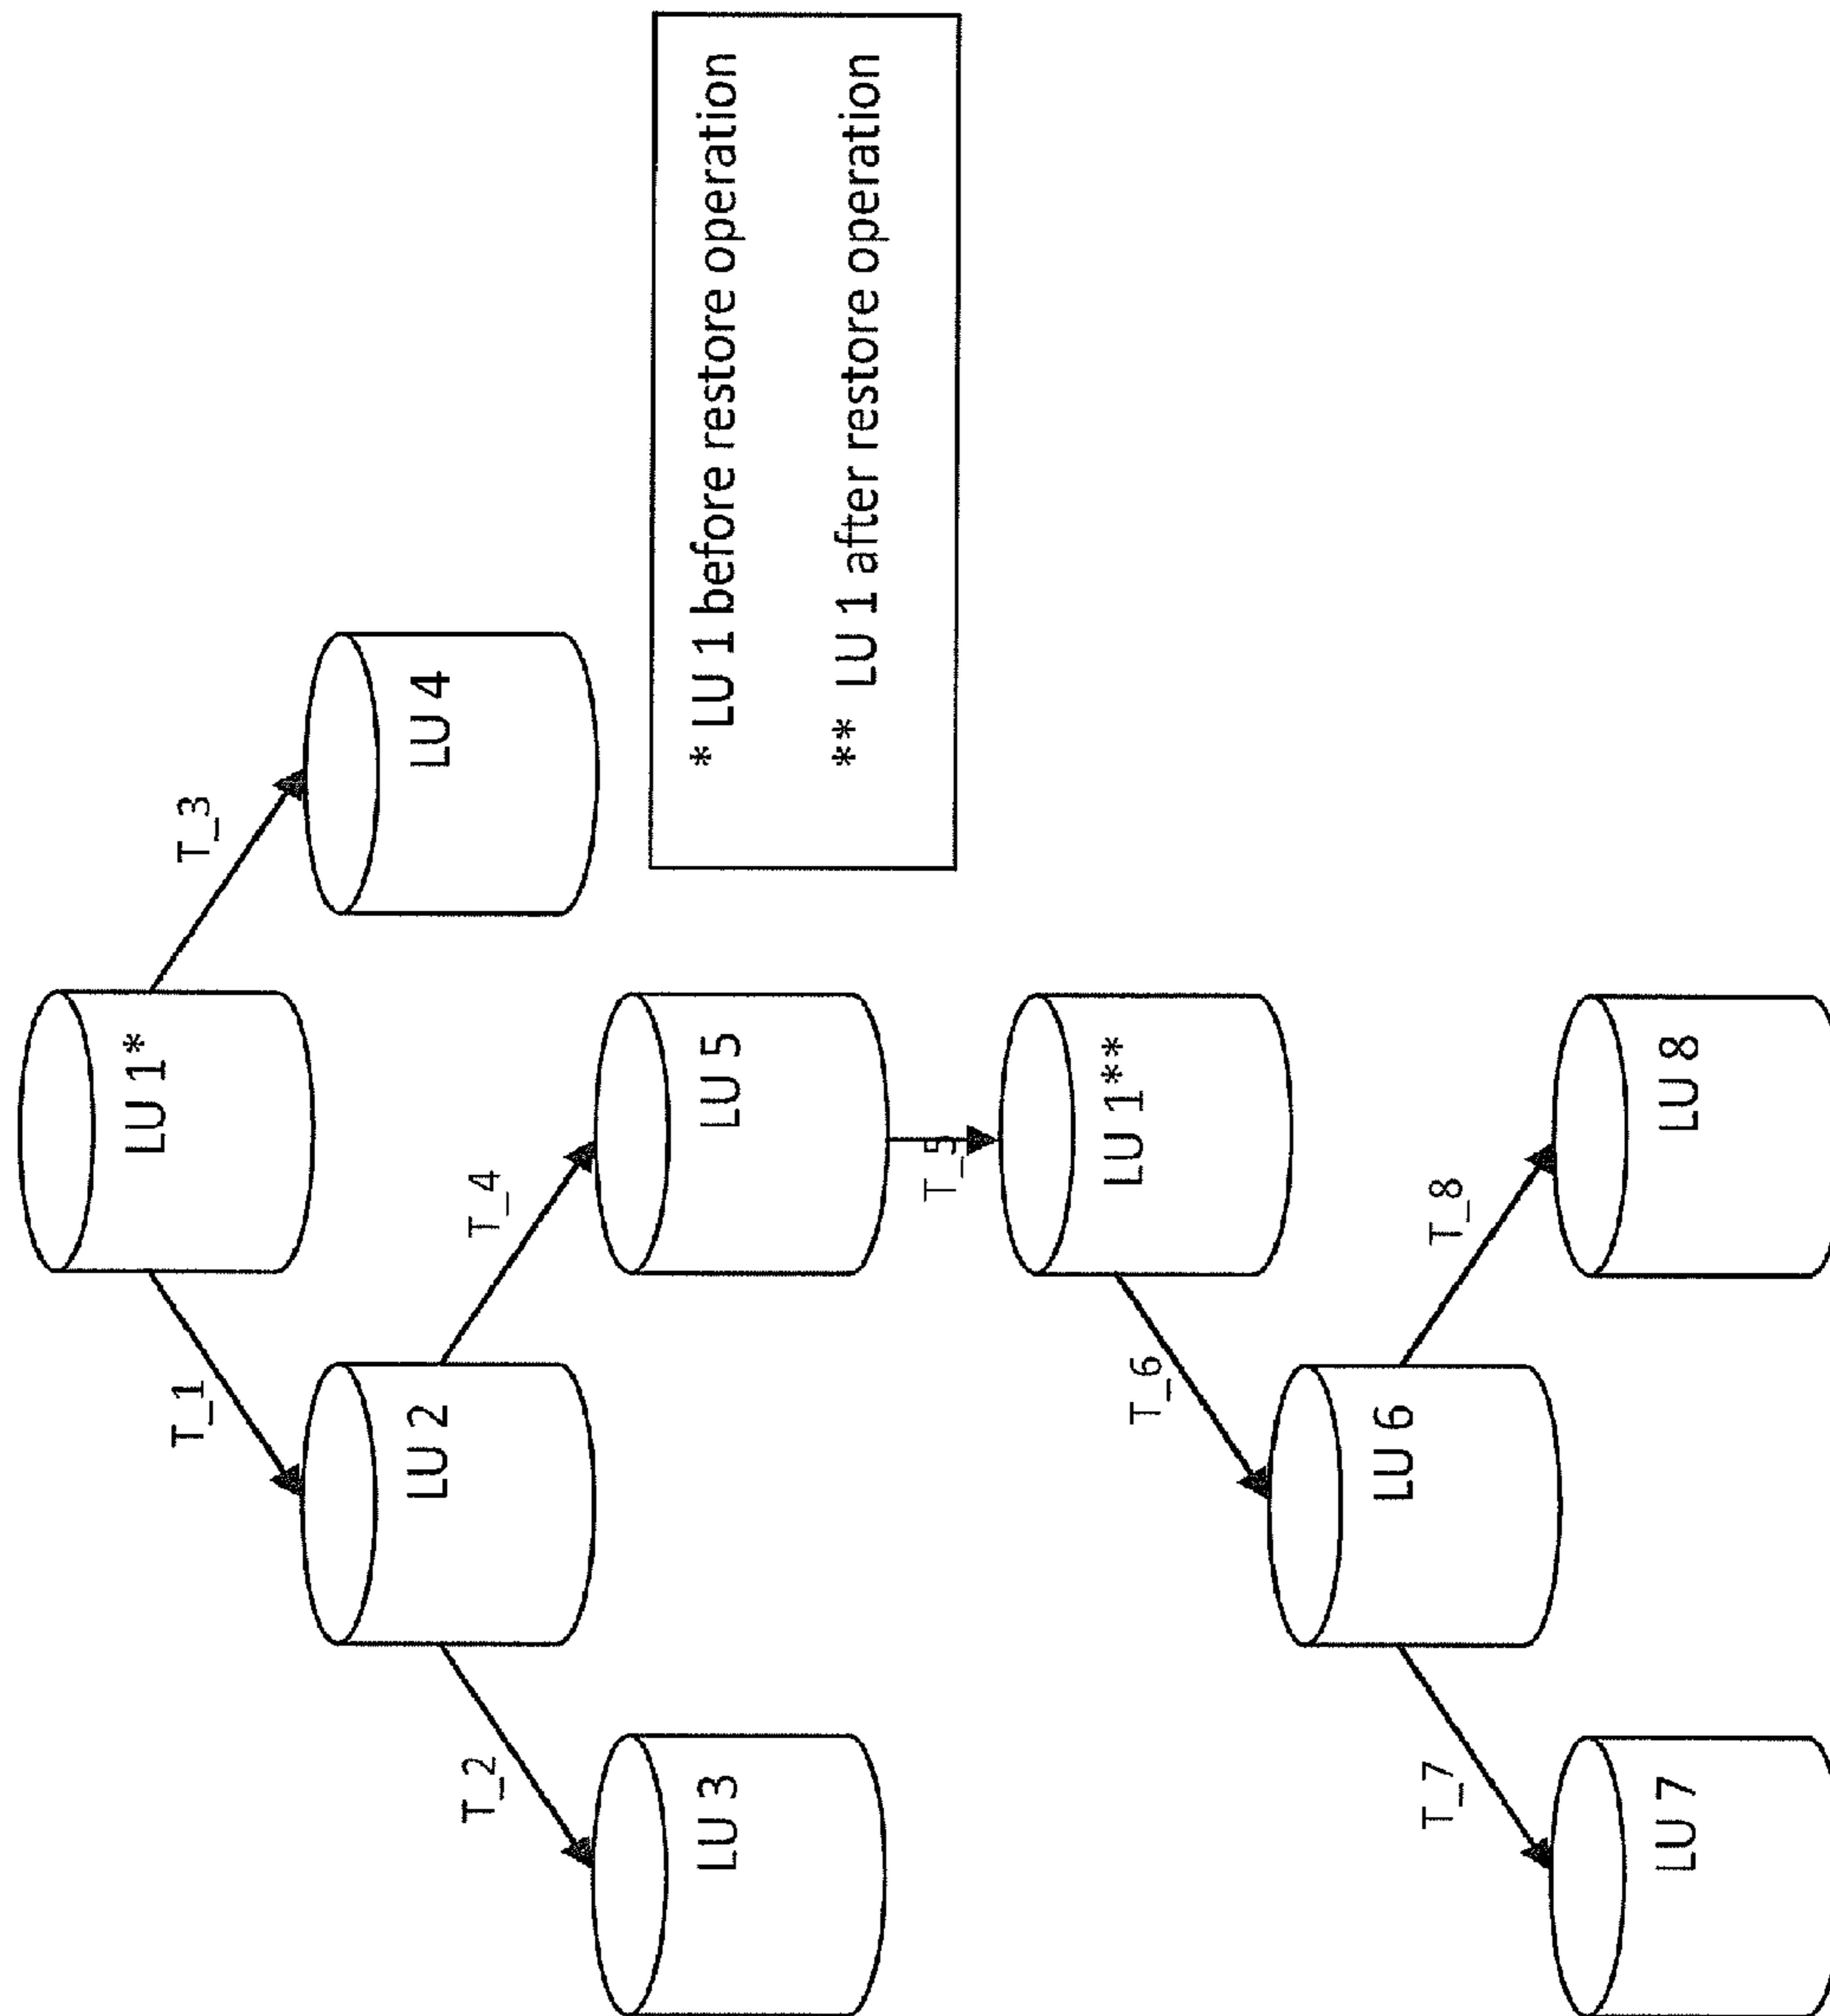 LU 1*
T_1
T_3
LU 2
LU 4
T_2
T_4
LU 3
LU 5
* LU 1 before restore operation
** LU 1 after restore operation
T_5
LU 1**
T_6
LU 6
T_7
T_8
LU 7
LU 8